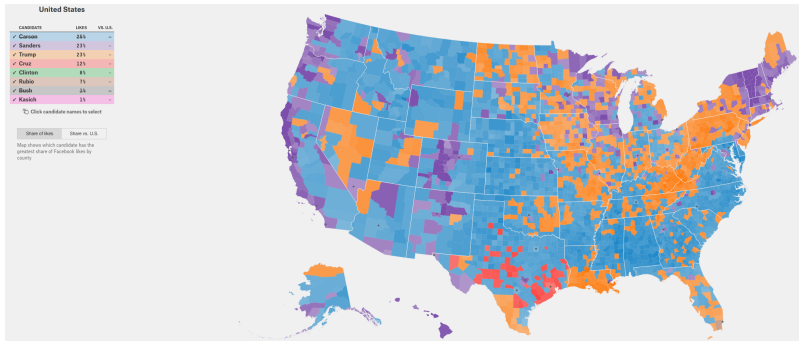 United States
CANDIDATE LIKES VS. U.S.
✓ Carson –
✓ Sanders 23% –
✓ Trump 23% –
✓ Cruz 12% –
✓ Clinton 8% –
✓ Rubio 7% –
✓ Bush –
✓ Kasich 1% –
Click candidate names to select
Share of likes Share vs. U.S.
Map shows which candidate has the
greatest share of Facebook likes by
county